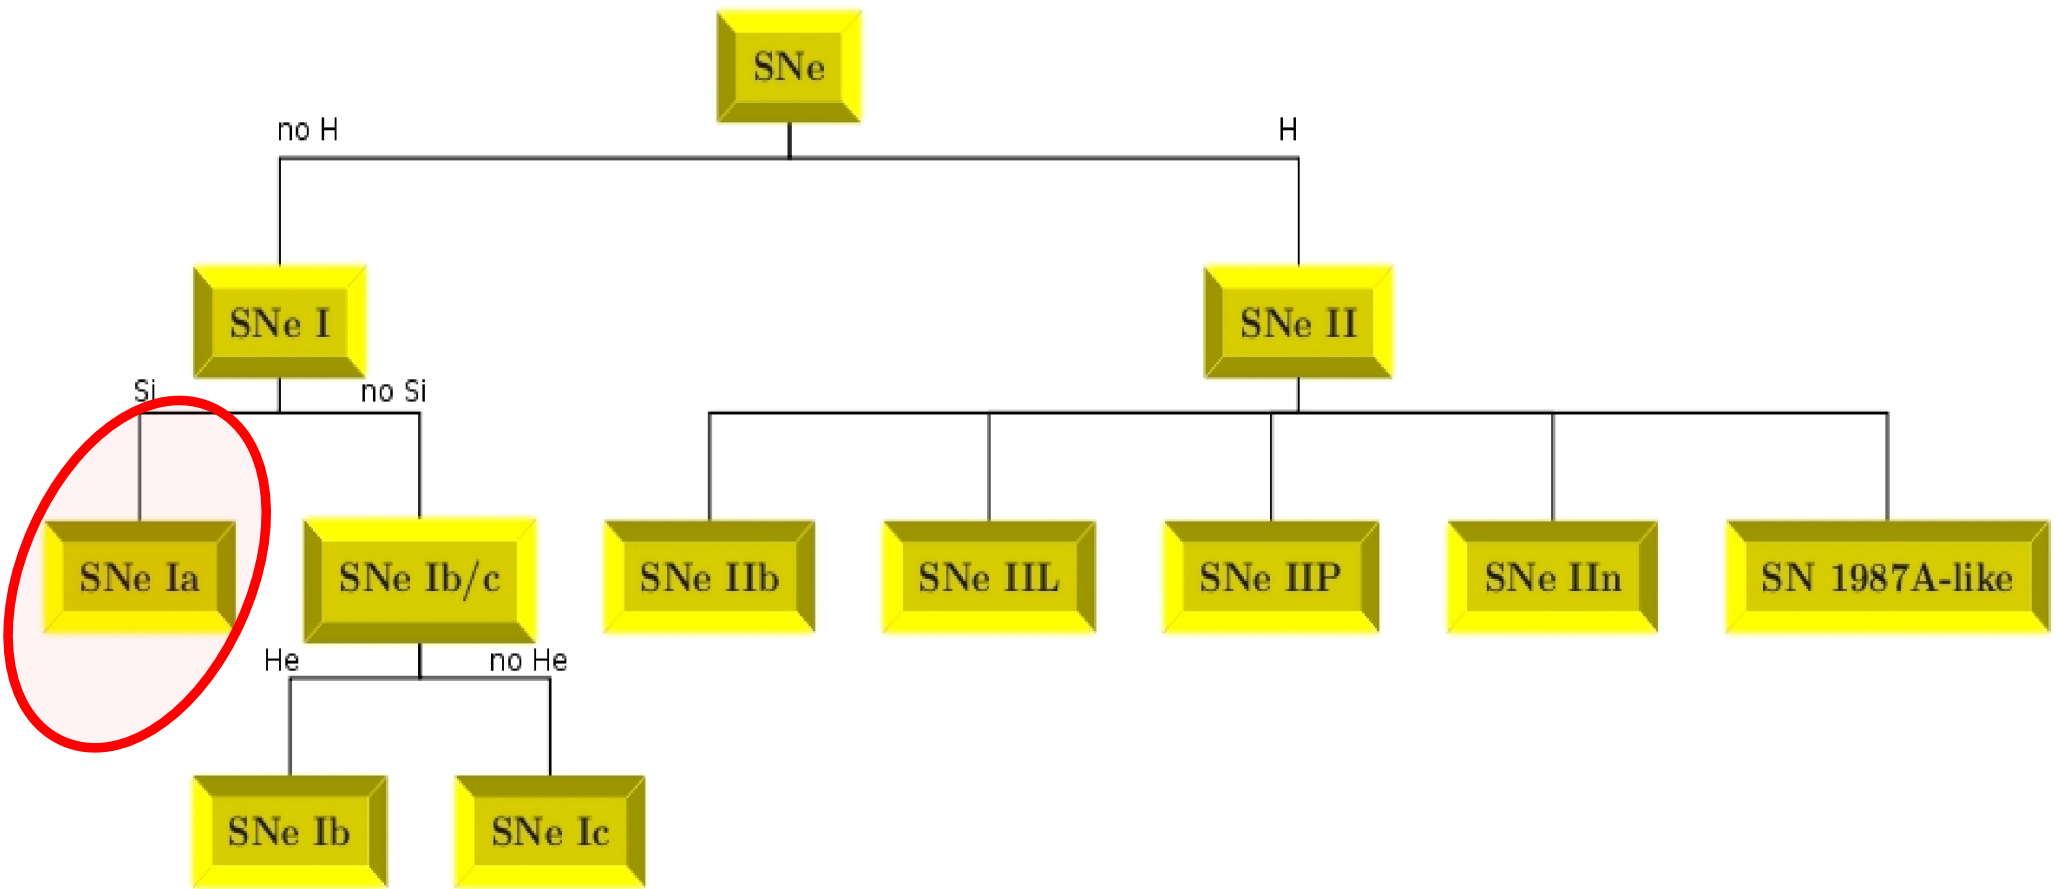 SNe
no H
H
SNe I
SNe II
Si
no Si
SNe Ia
SNe Ib/c
SNe IIb
SNe IIL
SNe IIP
SNe IIn
SN 1987A-like
He
no He
SNe Ib
SNe Ic